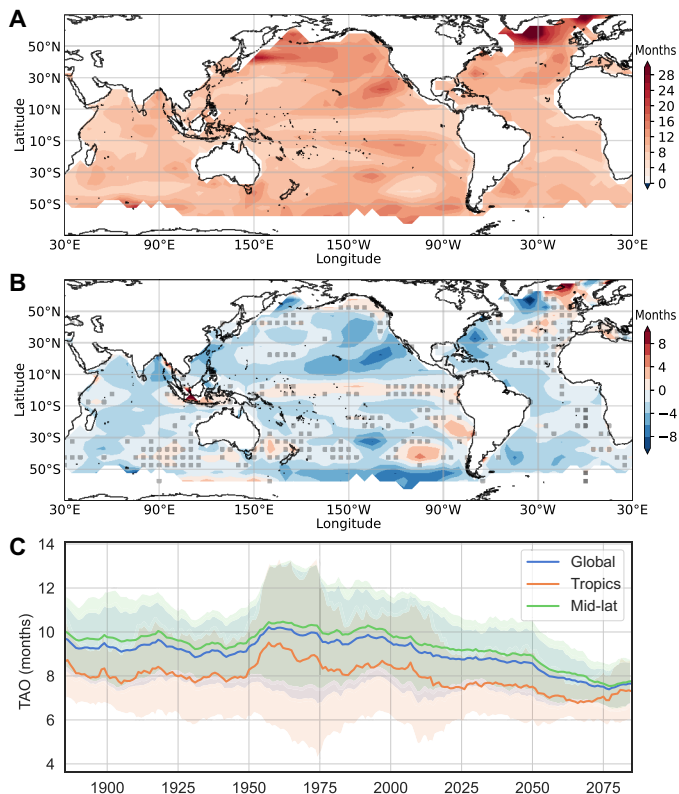 A
50°N
30°N
10°N
10°S
30°S
50°S
Latitude
30°E 90°E 150°E 150°W 90°W 30°W 30°E
Longitude
Months
28
24
20
16
12
8
4
0
B
50°N
30°N
10°N
10°S
30°S
50°S
Latitude
30°E 90°E 150°E 150°W 90°W 30°W 30°E
Longitude
Months
8
4
0
−4
−8
C
14
12
10
8
6
4
TAO (months)
Global
Tropics
Mid-lat
1900 1925 1950 1975 2000 2025 2050 2075